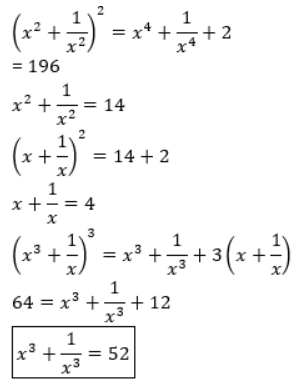 (x² + 1/x²)² = x⁴ + 1/x⁴ + 2
= 196
x² + 1/x² = 14
(x + 1/x)² = 14 + 2
x + 1/x = 4
(x³ + 1/x)³ = x³ + 1/x³ + 3(x + 1/x)
64 = x³ + 1/x³ + 12
x³ + 1/x³ = 52